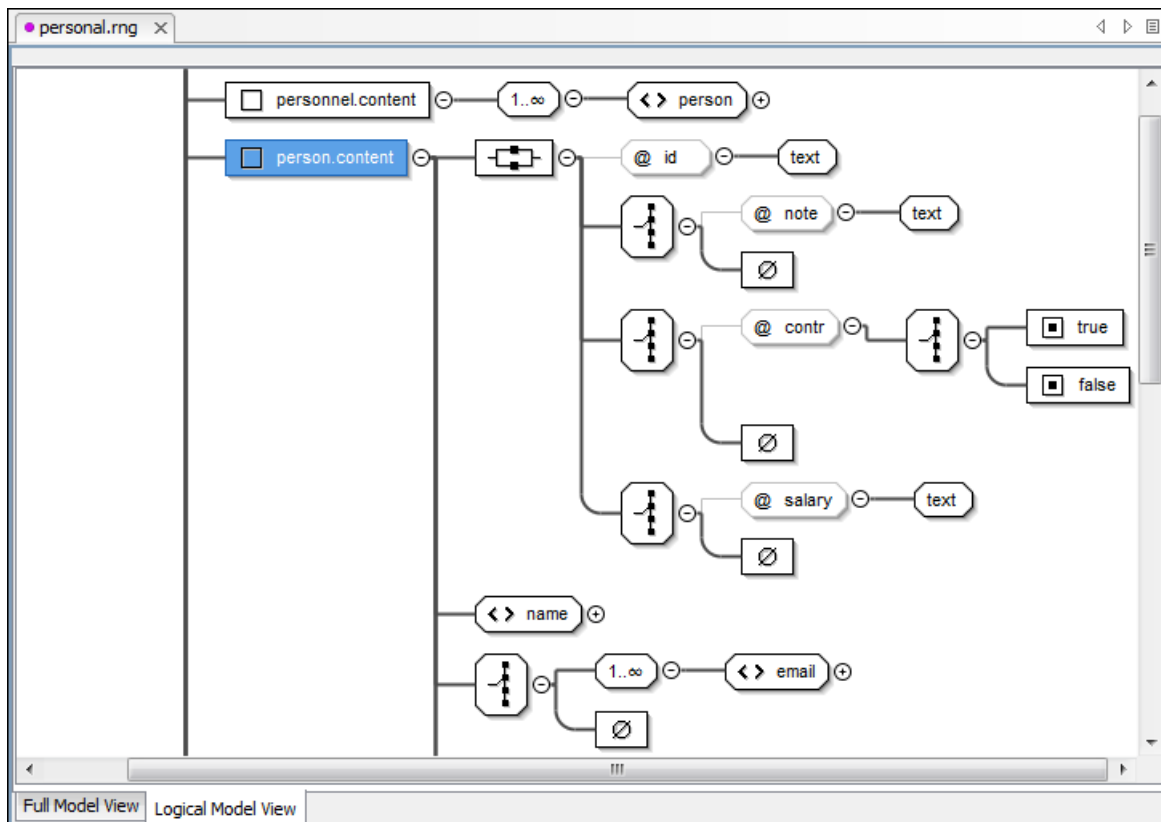 personal.rng
personnel.content 1..∞ < > person
person.content @ id text
@ note text
∅
@ contr true
false
∅
@ salary text
∅
< > name
1..∞ < > email
∅
Full Model View Logical Model View